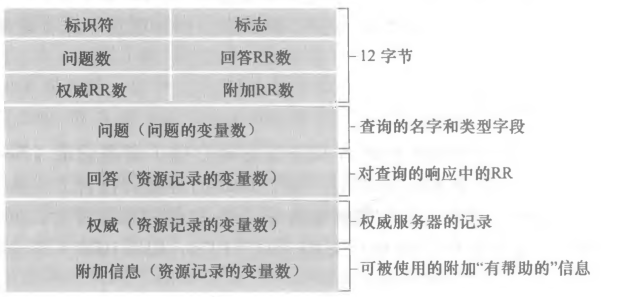 标识符 标志
问题数 回答RR数 12 字节
权威RR数 附加RR数
问题（问题的变量数） 查询的名字和类型字段
回答（资源记录的变量数） 对查询的响应中的RR
权威（资源记录的变量数） 权威服务器的记录
附加信息（资源记录的变量数） 可被使用的附加“有帮助的”信息